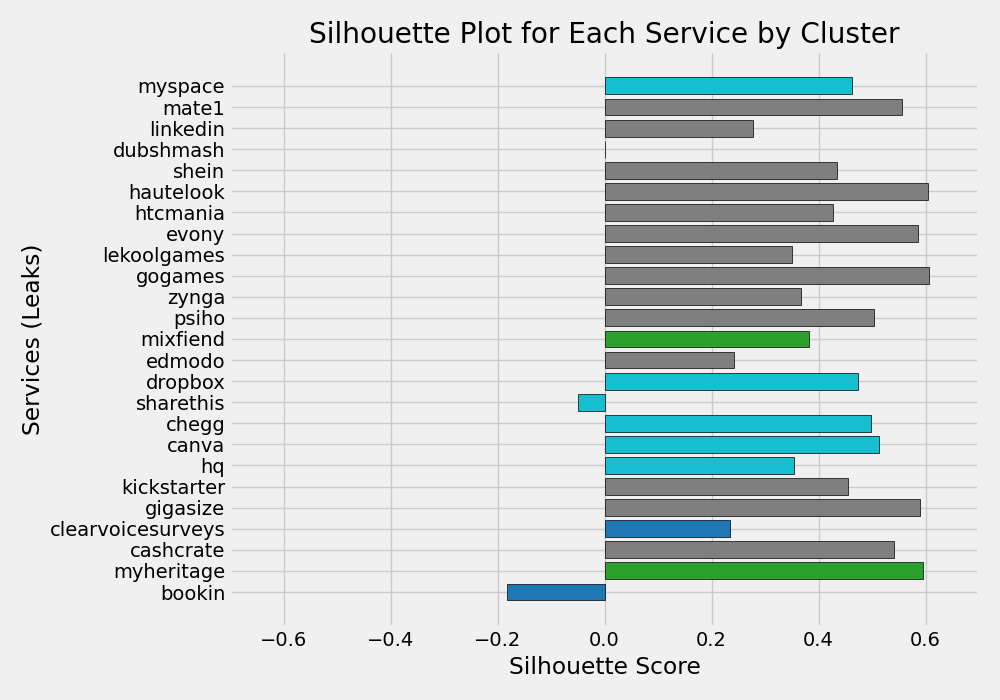 Silhouette Plot for Each Service by Cluster
Services (Leaks)
myspace
mate1
linkedin
dubshmash
shein
hautelook
htcmania
evony
lekoolgames
gogames
zynga
psiho
mixfiend
edmodo
dropbox
sharethis
chegg
canva
hq
kickstarter
gigasize
clearvoicesurveys
cashcrate
myheritage
bookin
−0.6 −0.4 −0.2 0.0 0.2 0.4 0.6
Silhouette Score